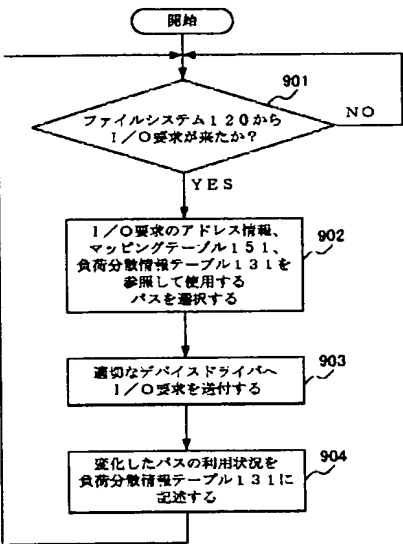 開始
901
ファイルシステム120から
I/O要求が来たか?
NO
YES
I/O要求のアドレス情報、
マッピングテーブル151、
負荷分散情報テーブル131を
参照して使用する
パスを選択する
902
適切なデバイスドライバへ
I/O要求を送付する
903
変化したパスの利用状況を
負荷分散情報テーブル131に
記述する
904